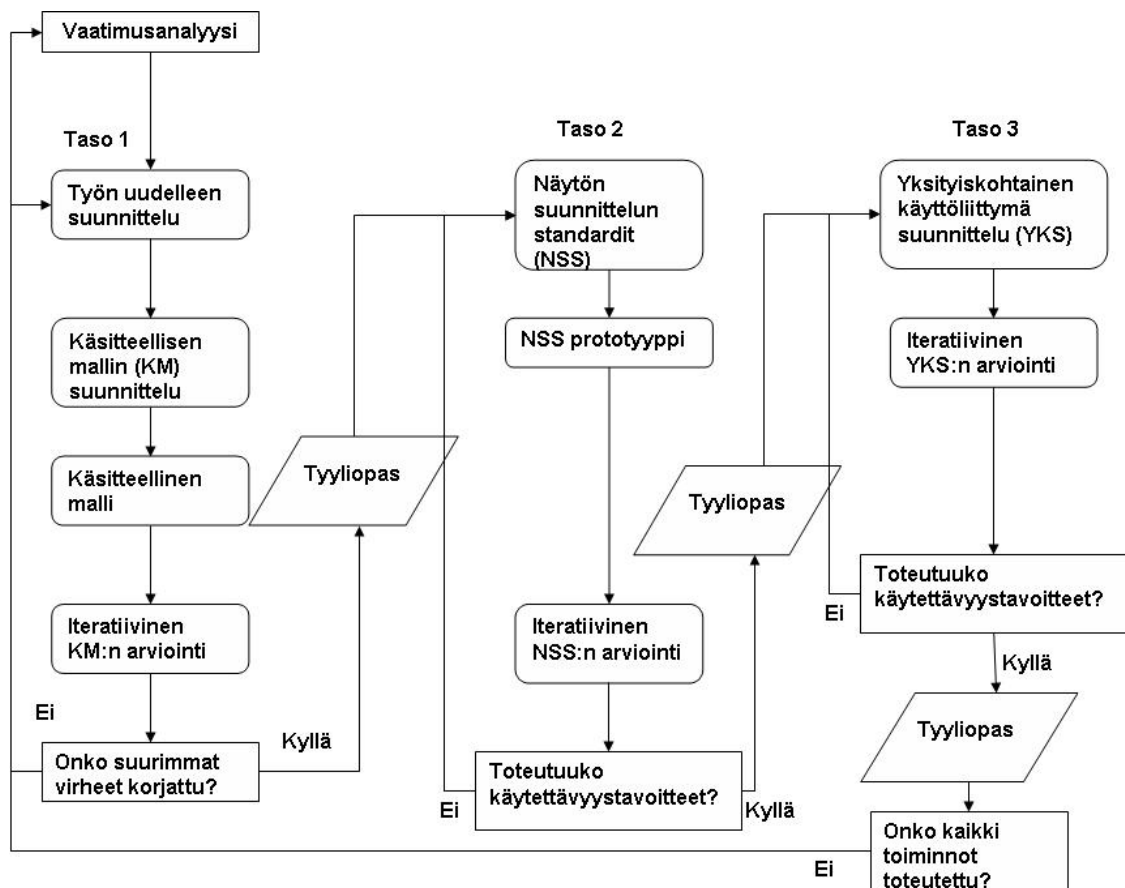 Vaatimusanalyysi
Taso 1
Työn uudelleen
suunnittelu
Käsitteellisen
mallin (KM)
suunnittelu
Käsitteellinen
malli
Iteratiivinen
KM:n arviointi
Ei
Onko suurimmat
virheet korjattu?
Kyllä
Tyyliopas
Taso 2
Näytön
suunnittelun
standardit
(NSS)
NSS prototyyppi
Iteratiivinen
NSS:n arviointi
Toteutuuko
käytettävyystavoitteet?
Ei
Kyllä
Tyyliopas
Taso 3
Yksityiskohtainen
käyttöliittymä
suunnittelu (YKS)
Iteratiivinen
YKS:n arviointi
Toteutuuko
käytettävyystavoitteet?
Ei
Kyllä
Tyyliopas
Onko kaikki
toiminnot
toteutettu?
Ei